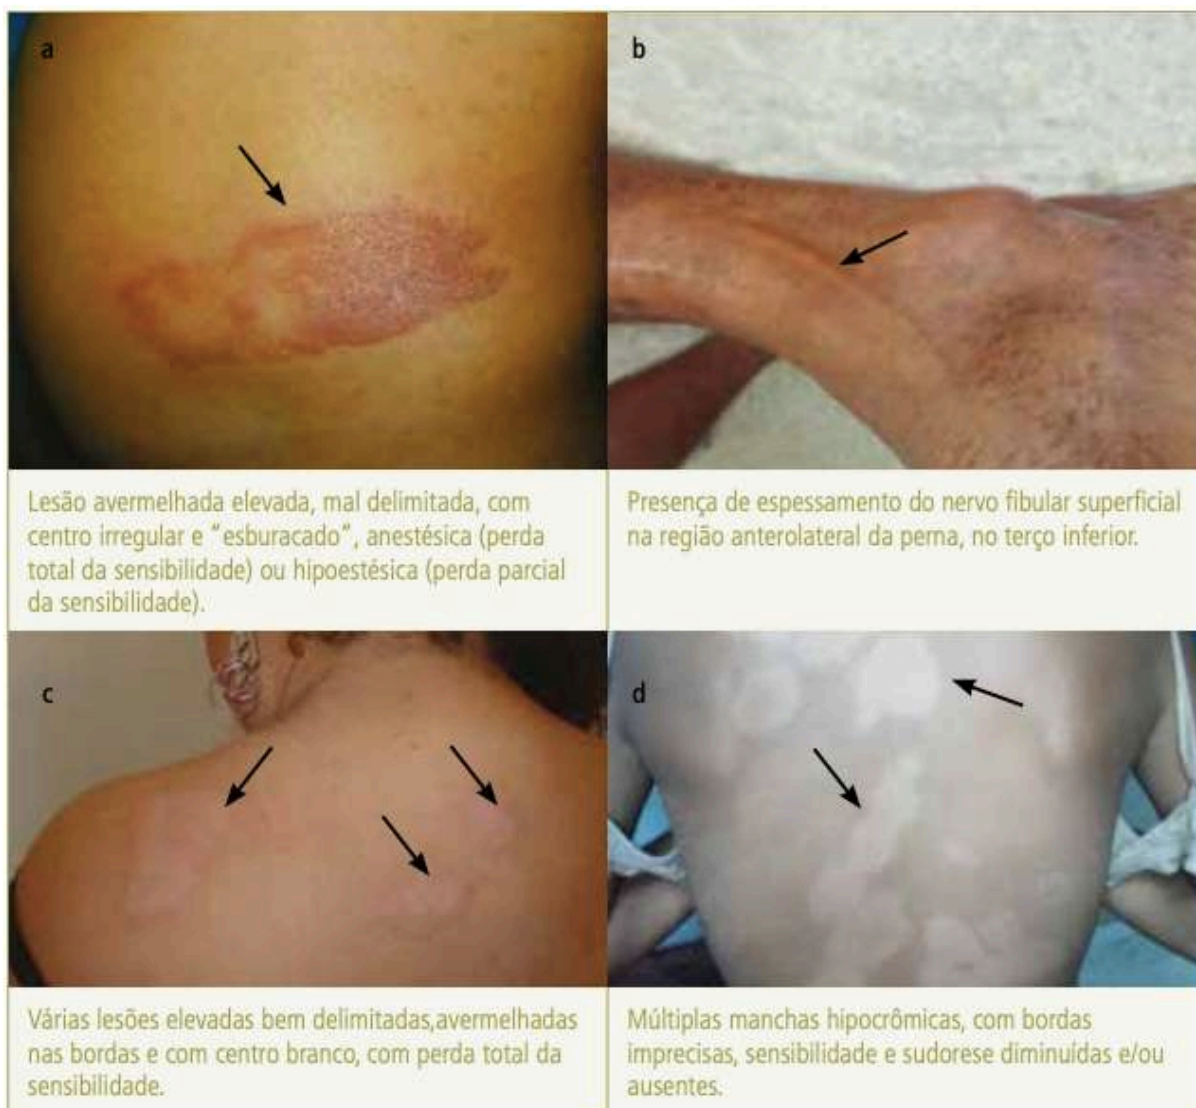 a
b
Lesão avermelhada elevada, mal delimitada, com
centro irregular e "esburacado", anestésica (perda
total da sensibilidade) ou hipoestésica (perda parcial
da sensibilidade).
Presença de espessamento do nervo fibular superficial
na região anterolateral da perna, no terço inferior.
c
d
Várias lesões elevadas bem delimitadas,avermelhadas
nas bordas e com centro branco, com perda total da
sensibilidade.
Múltiplas manchas hipocrômicas, com bordas
imprecisas, sensibilidade e sudorese diminuídas e/ou
ausentes.